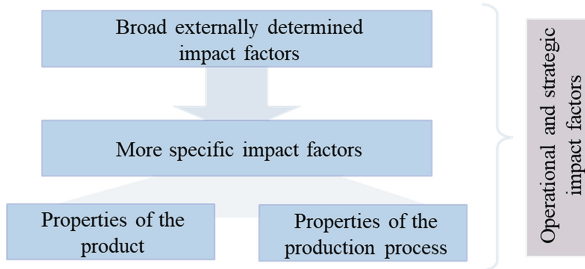 Broad externally determined
impact factors
More specific impact factors
Properties of the
product
Properties of the
production process
Operational and strategic
impact factors